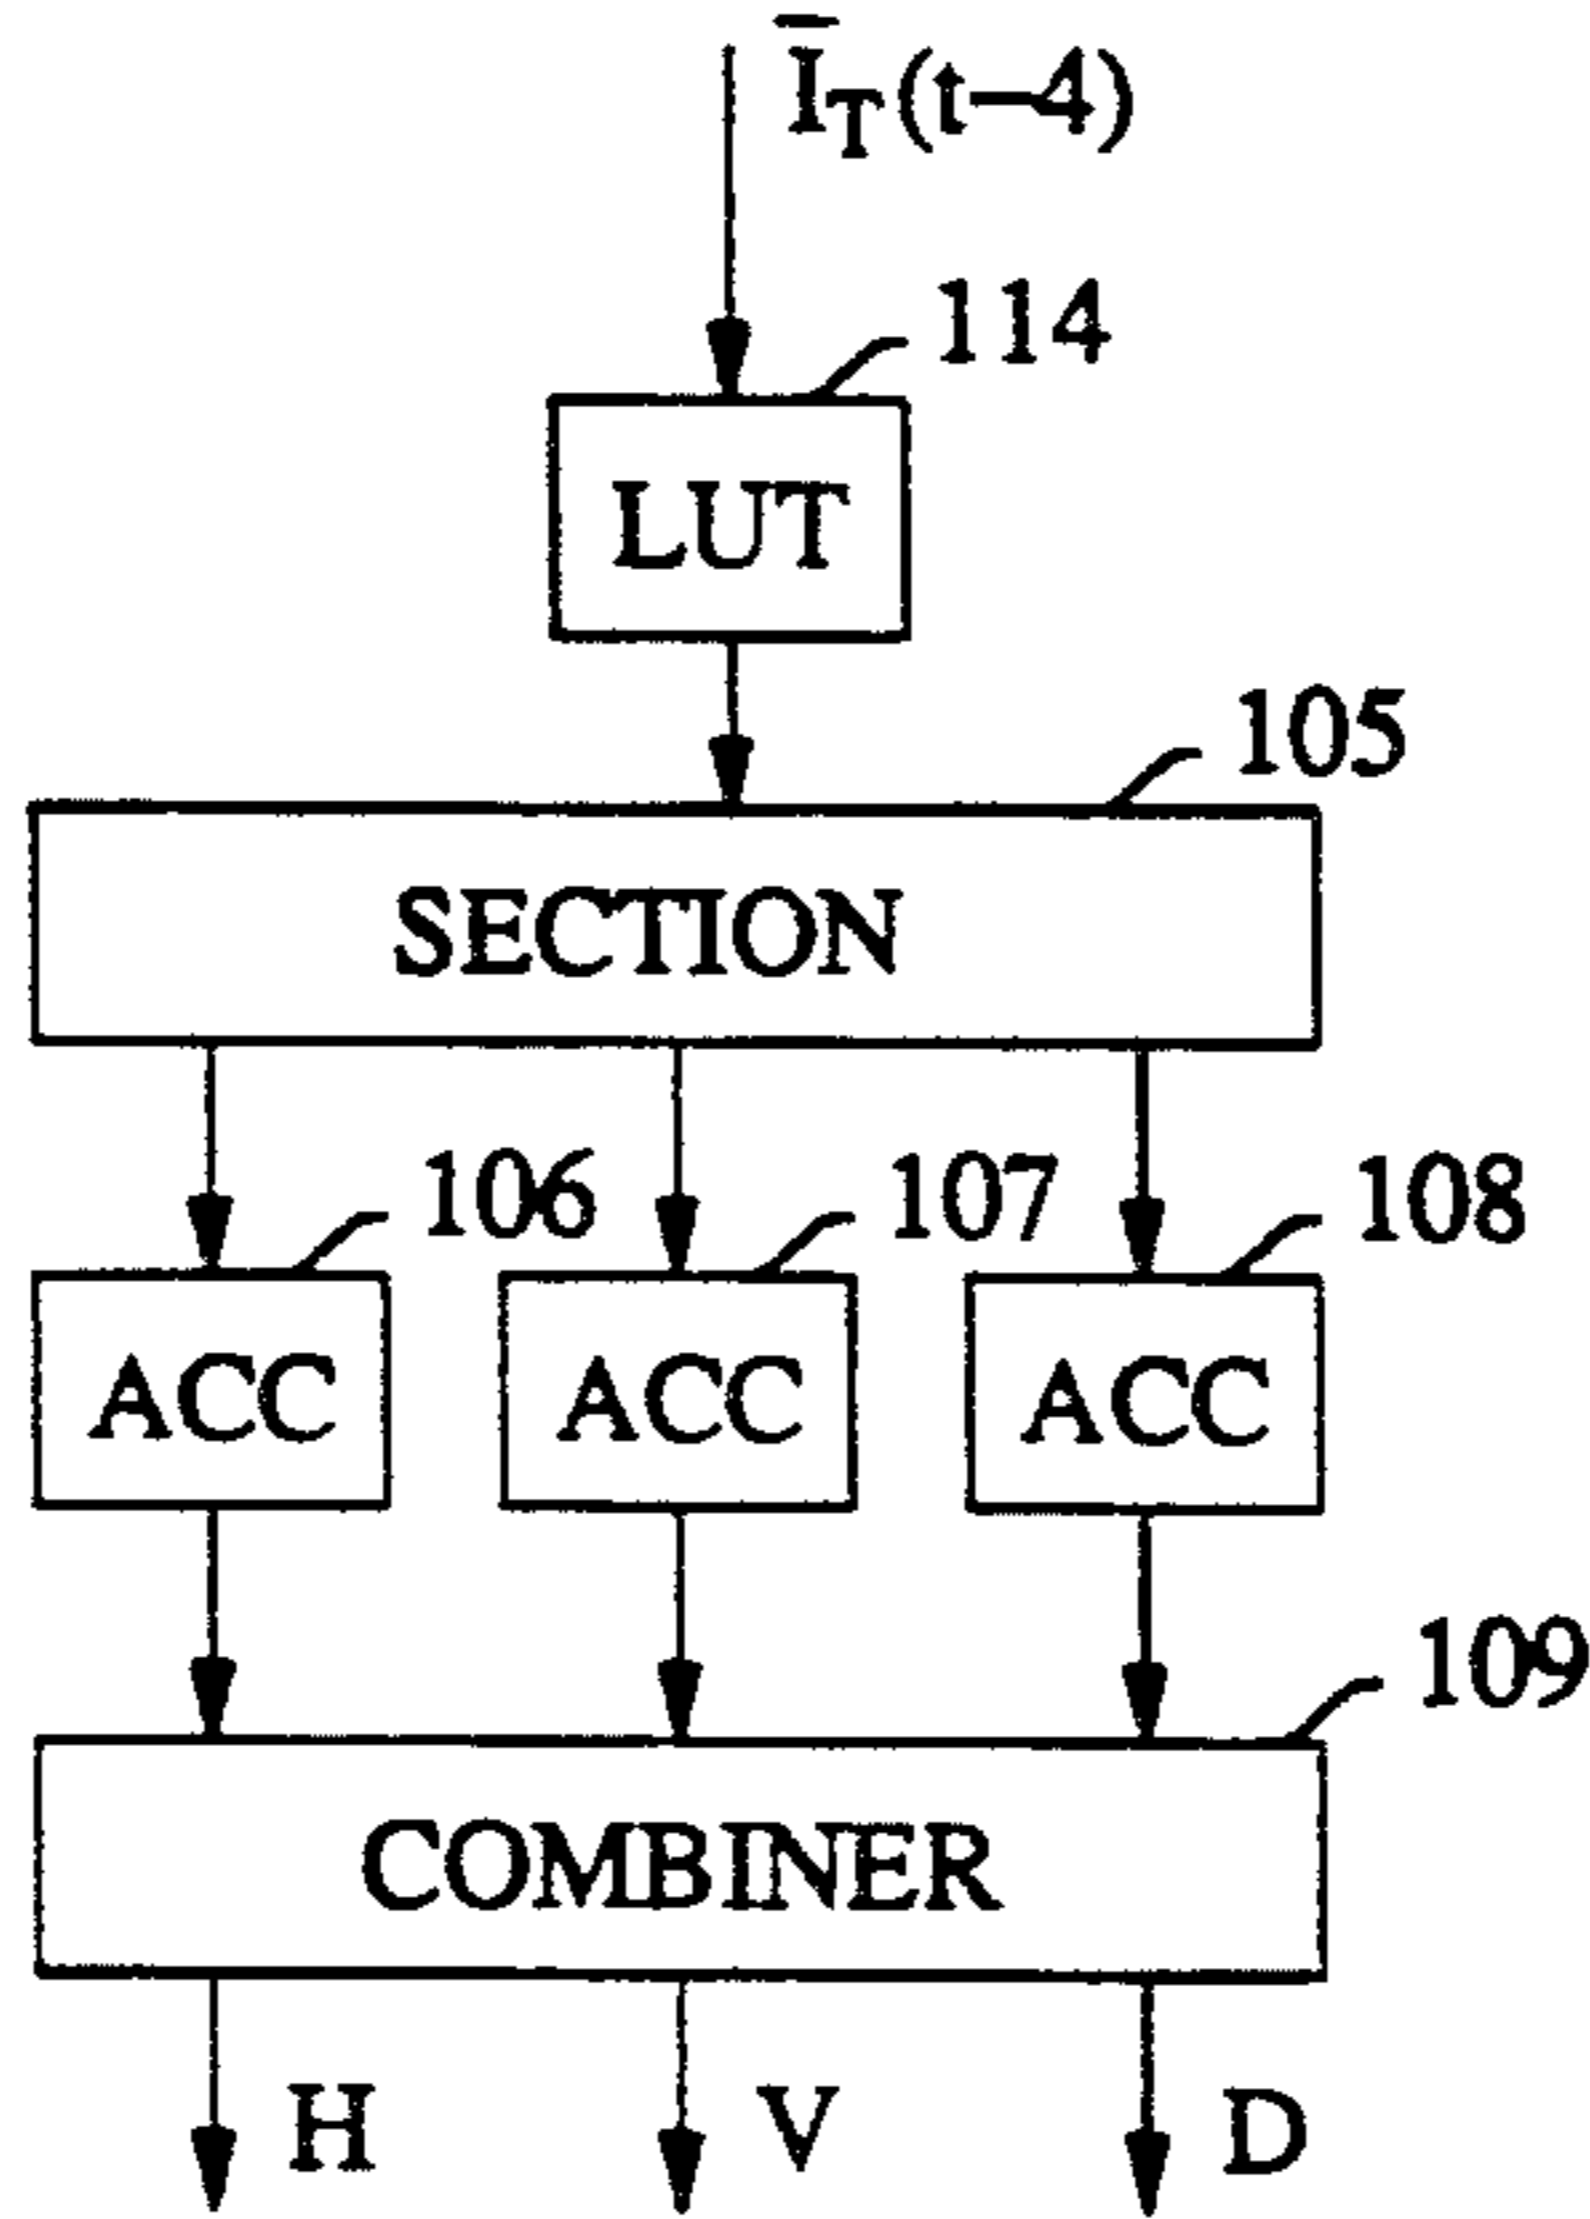 Ī_T(t−4)
114
LUT
105
SECTION
106 107 108
ACC ACC ACC
109
COMBINER
H V D